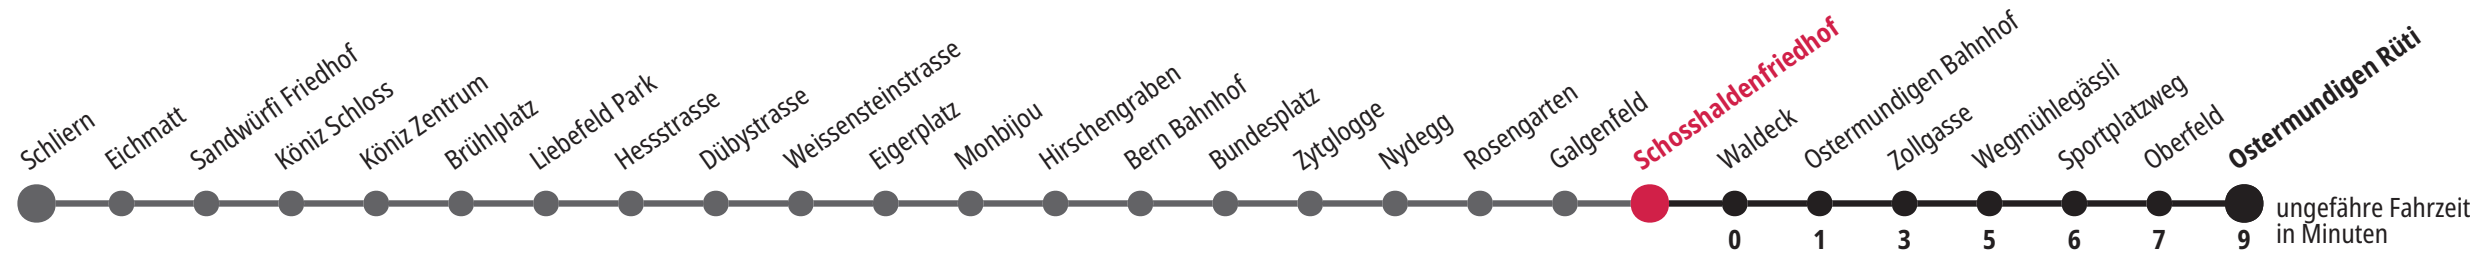 Schliern
Eichmatt
Sandwürfi Friedhof
Köniz Schloss
Köniz Zentrum
Brühlplatz
Liebefeld Park
Hessstrasse
Dübystrasse
Weissensteinstrasse
Eigerplatz
Monbijou
Hirschengraben
Bern Bahnhof
Bundesplatz
Zytglogge
Nydegg
Rosengarten
Galgenfeld
Schosshaldenfriedhof
Waldeck
Ostermundigen Bahnhof
Zollgasse
Wegmühlegässli
Sportplatzweg
Oberfeld
Ostermundigen Rüti
0 1 3 5 6 7 9
ungefähre Fahrzeit
in Minuten